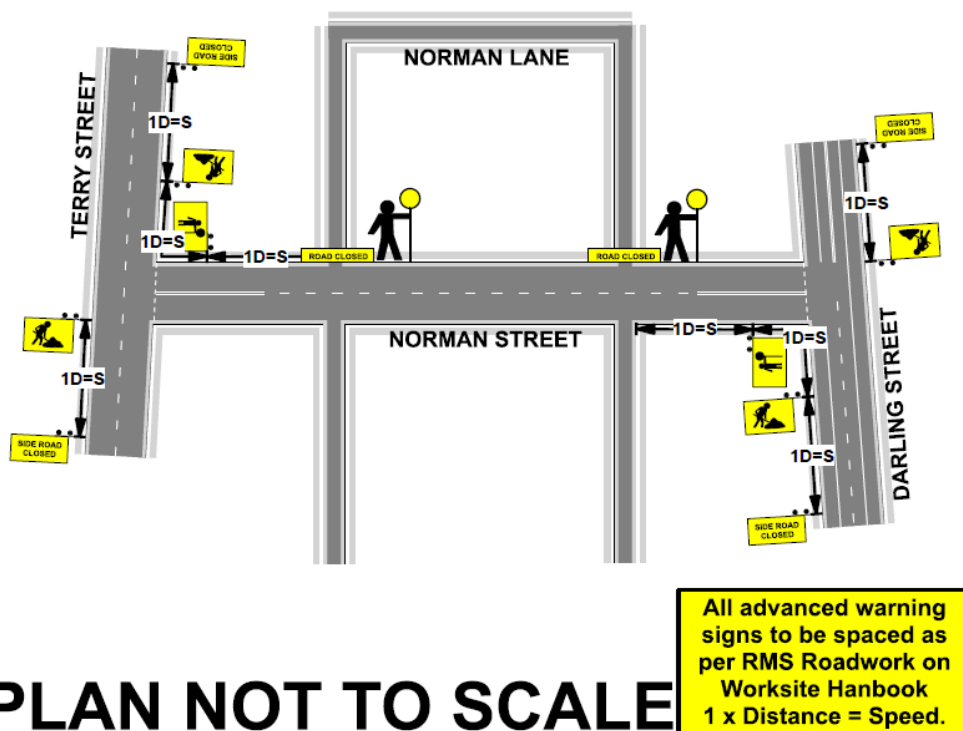 SIDE ROAD
CLOSED
NORMAN LANE
TERRY STREET
1D=S
SIDE ROAD
CLOSED
1D=S
1D=S
1D=S
ROAD CLOSED
ROAD CLOSED
1D=S
NORMAN STREET
1D=S
1D=S
DARLING STREET
1D=S
SIDE ROAD
CLOSED
1D=S
SIDE ROAD
CLOSED
All advanced warning
signs to be spaced as
per RMS Roadwork on
Worksite Hanbook
1 x Distance = Speed.
PLAN NOT TO SCALE